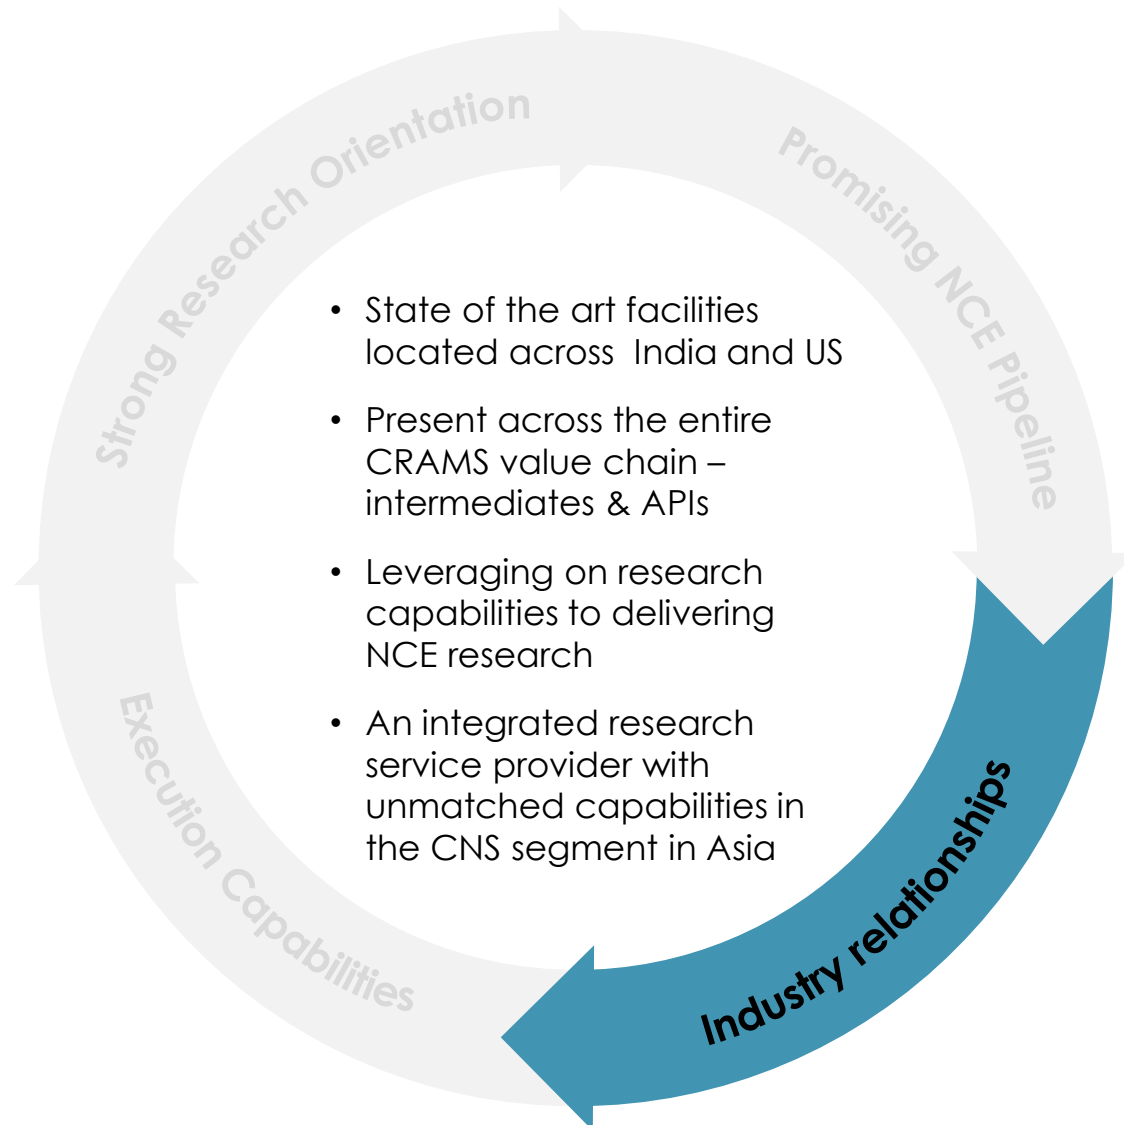 Strong Research Orientation
Promising NCE Pipeline
• State of the art facilities
located across India and US
• Present across the entire
CRAMS value chain –
intermediates & APIs
• Leveraging on research
capabilities to delivering
NCE research
• An integrated research
service provider with
unmatched capabilities in
the CNS segment in Asia
Industry relationships
Execution Capabilities